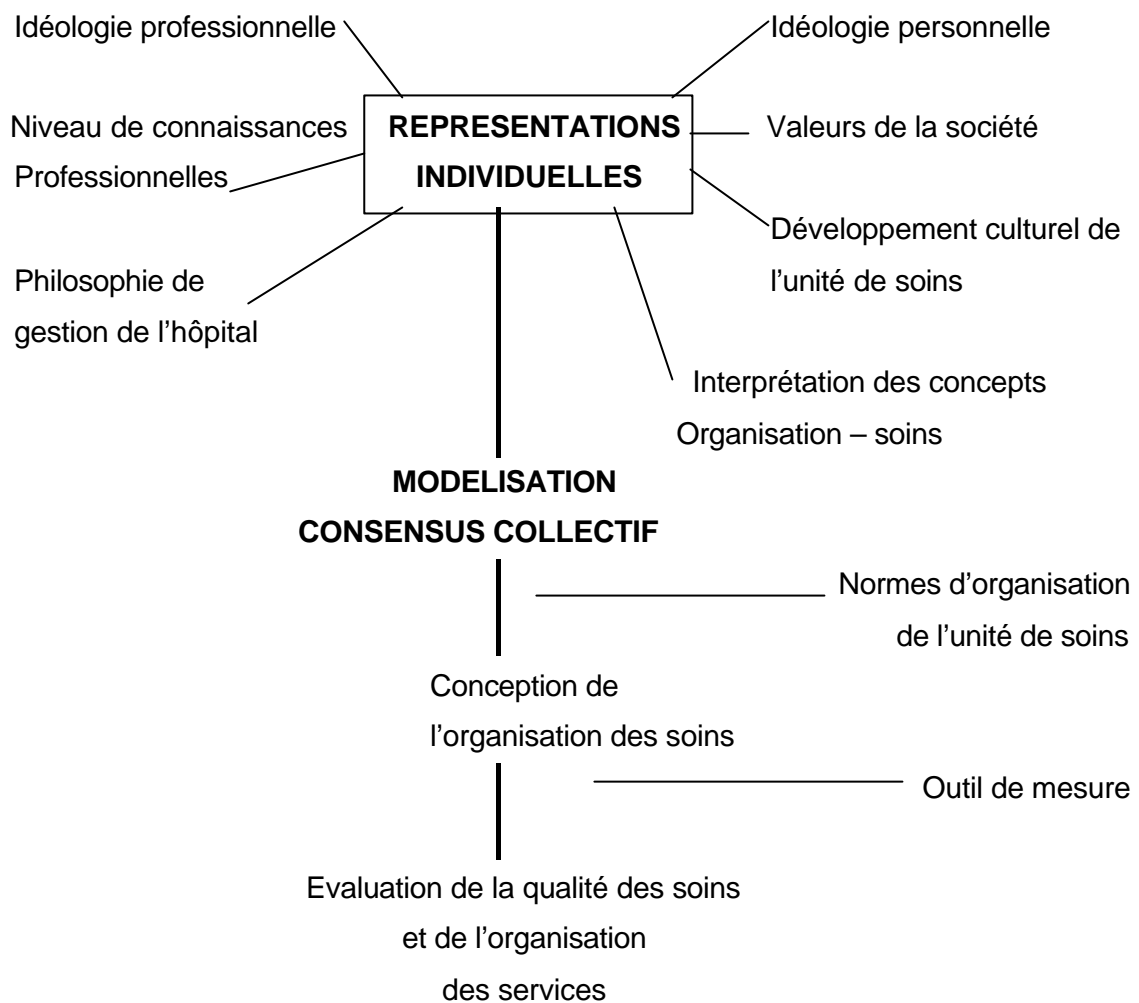 Idéologie professionnelle
Idéologie personnelle
Niveau de connaissances
Professionnelles
REPRESENTATIONS
INDIVIDUELLES
Valeurs de la société
Développement culturel de
l’unité de soins
Philosophie de
gestion de l’hôpital
Interprétation des concepts
Organisation – soins
MODELISATION
CONSENSUS COLLECTIF
Normes d’organisation
de l’unité de soins
Conception de
l’organisation des soins
Outil de mesure
Evaluation de la qualité des soins
et de l’organisation
des services